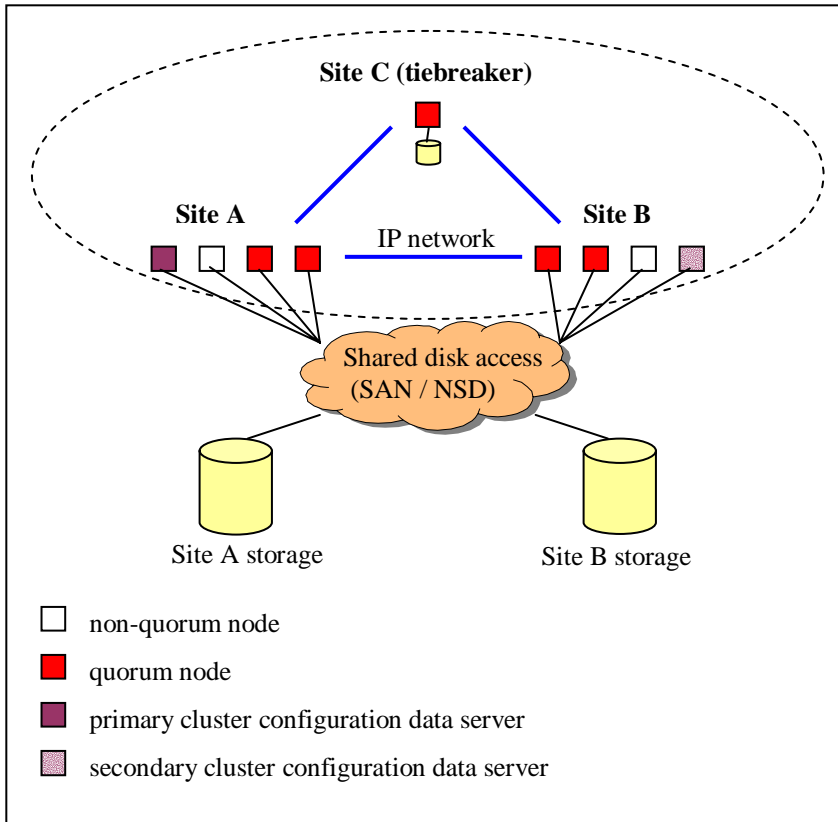 Site C (tiebreaker)
Site A
Site B
IP network
Shared disk access
(SAN / NSD)
Site A storage
Site B storage
non-quorum node
quorum node
primary cluster configuration data server
secondary cluster configuration data server